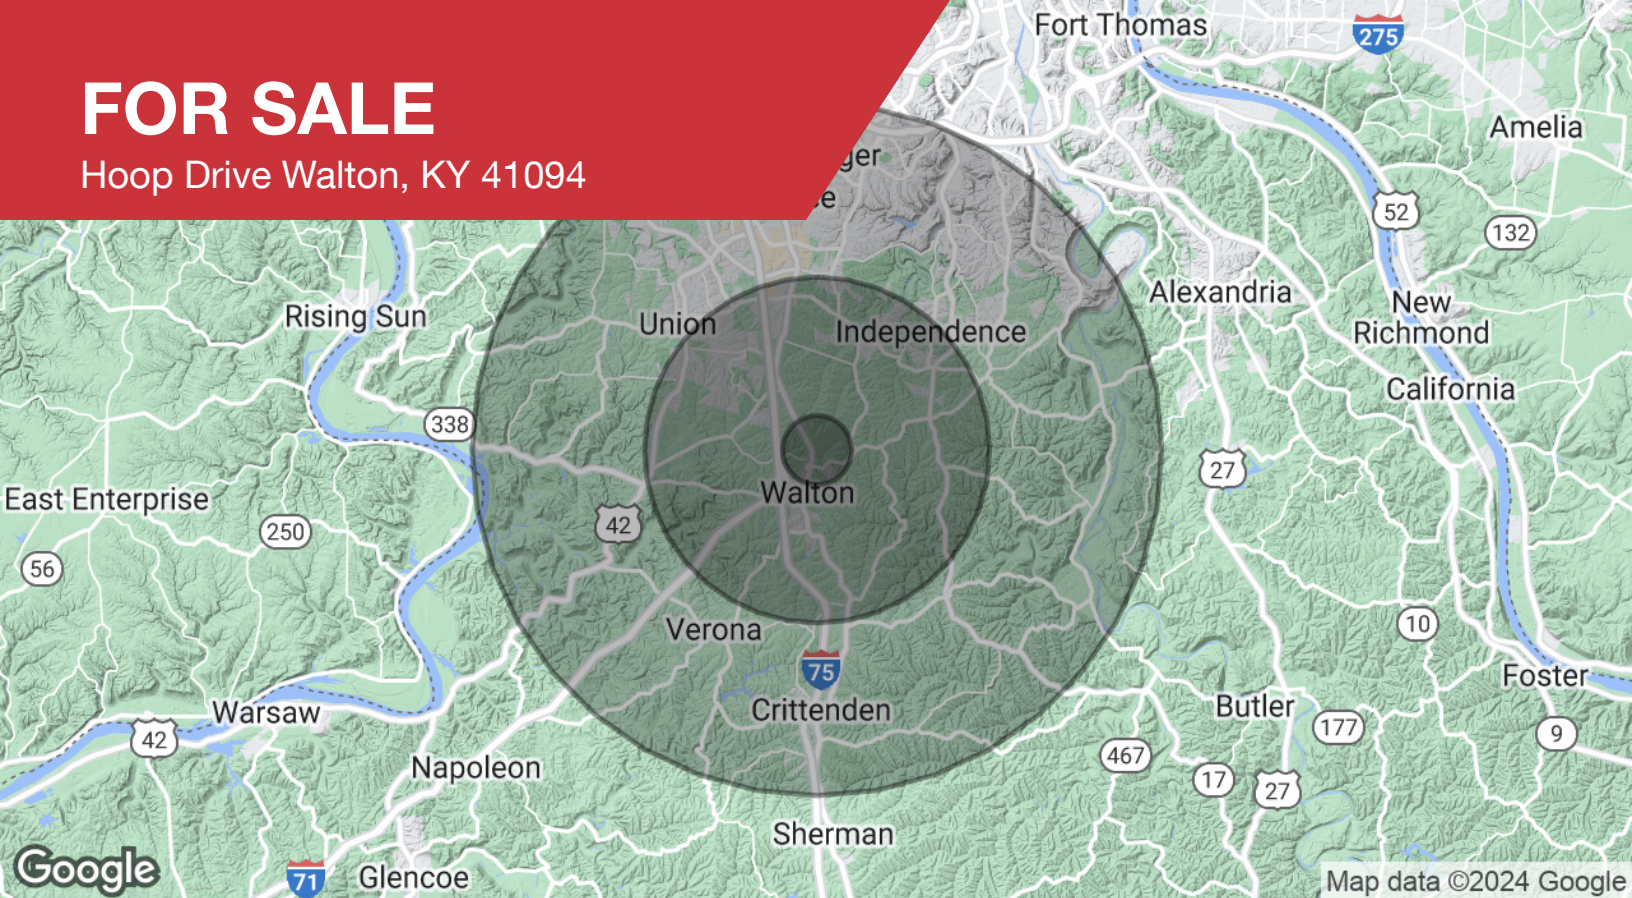 Fort Thomas
275
FOR SALE
Amelia
Hoop Drive Walton, KY 41094
52
132
Alexandria
New
Richmond
Rising Sun
Union
Independence
California
338
27
Walton
East Enterprise
42
250
56
10
Verona
75
Foster
Crittenden
Butler
Warsaw
177
9
42
467
Napoleon
17
27
Sherman
Google
71
Glencoe
Map data ©2024 Google